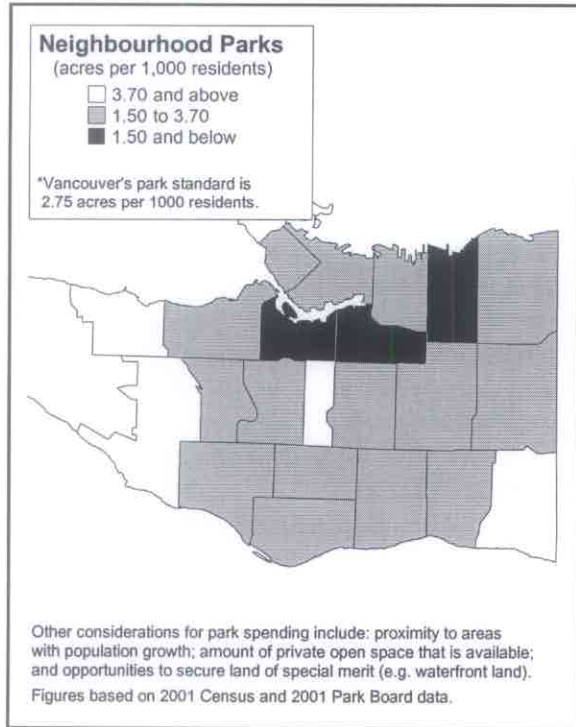 Neighbourhood Parks
(acres per 1,000 residents)
3.70 and above
1.50 to 3.70
1.50 and below
*Vancouver's park standard is
2.75 acres per 1000 residents.
Other considerations for park spending include: proximity to areas
with population growth; amount of private open space that is available;
and opportunities to secure land of special merit (e.g. waterfront land).
Figures based on 2001 Census and 2001 Park Board data.